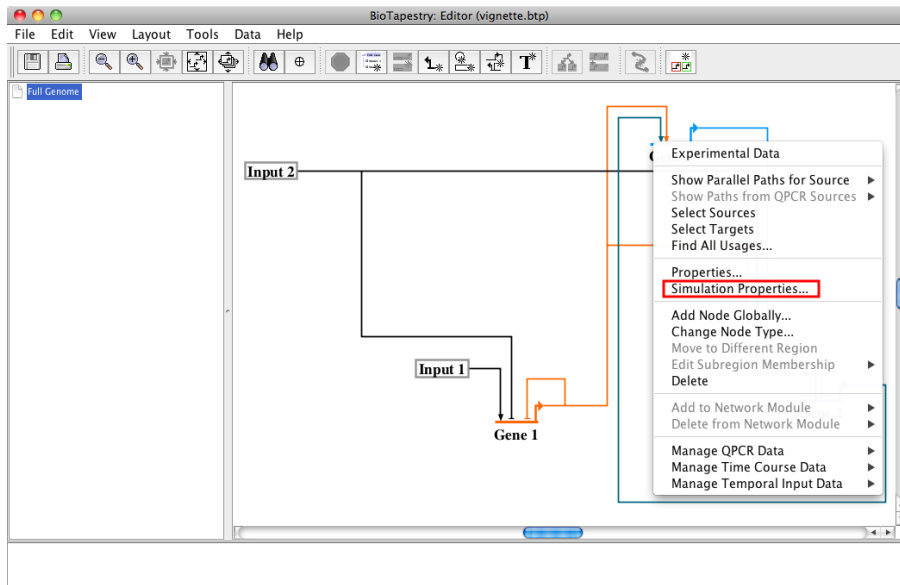 BioTapestry: Editor (vignette.btp)
File Edit View Layout Tools Data Help
Full Genome
Input 2
Experimental Data
Show Parallel Paths for Source
Show Paths from QPCR Sources
Select Sources
Select Targets
Find All Usages...
Properties...
Simulation Properties...
Add Node Globally...
Change Node Type...
Move to Different Region
Edit Subregion Membership
Delete
Add to Network Module
Delete from Network Module
Manage QPCR Data
Manage Time Course Data
Manage Temporal Input Data
Input 1
Gene 1